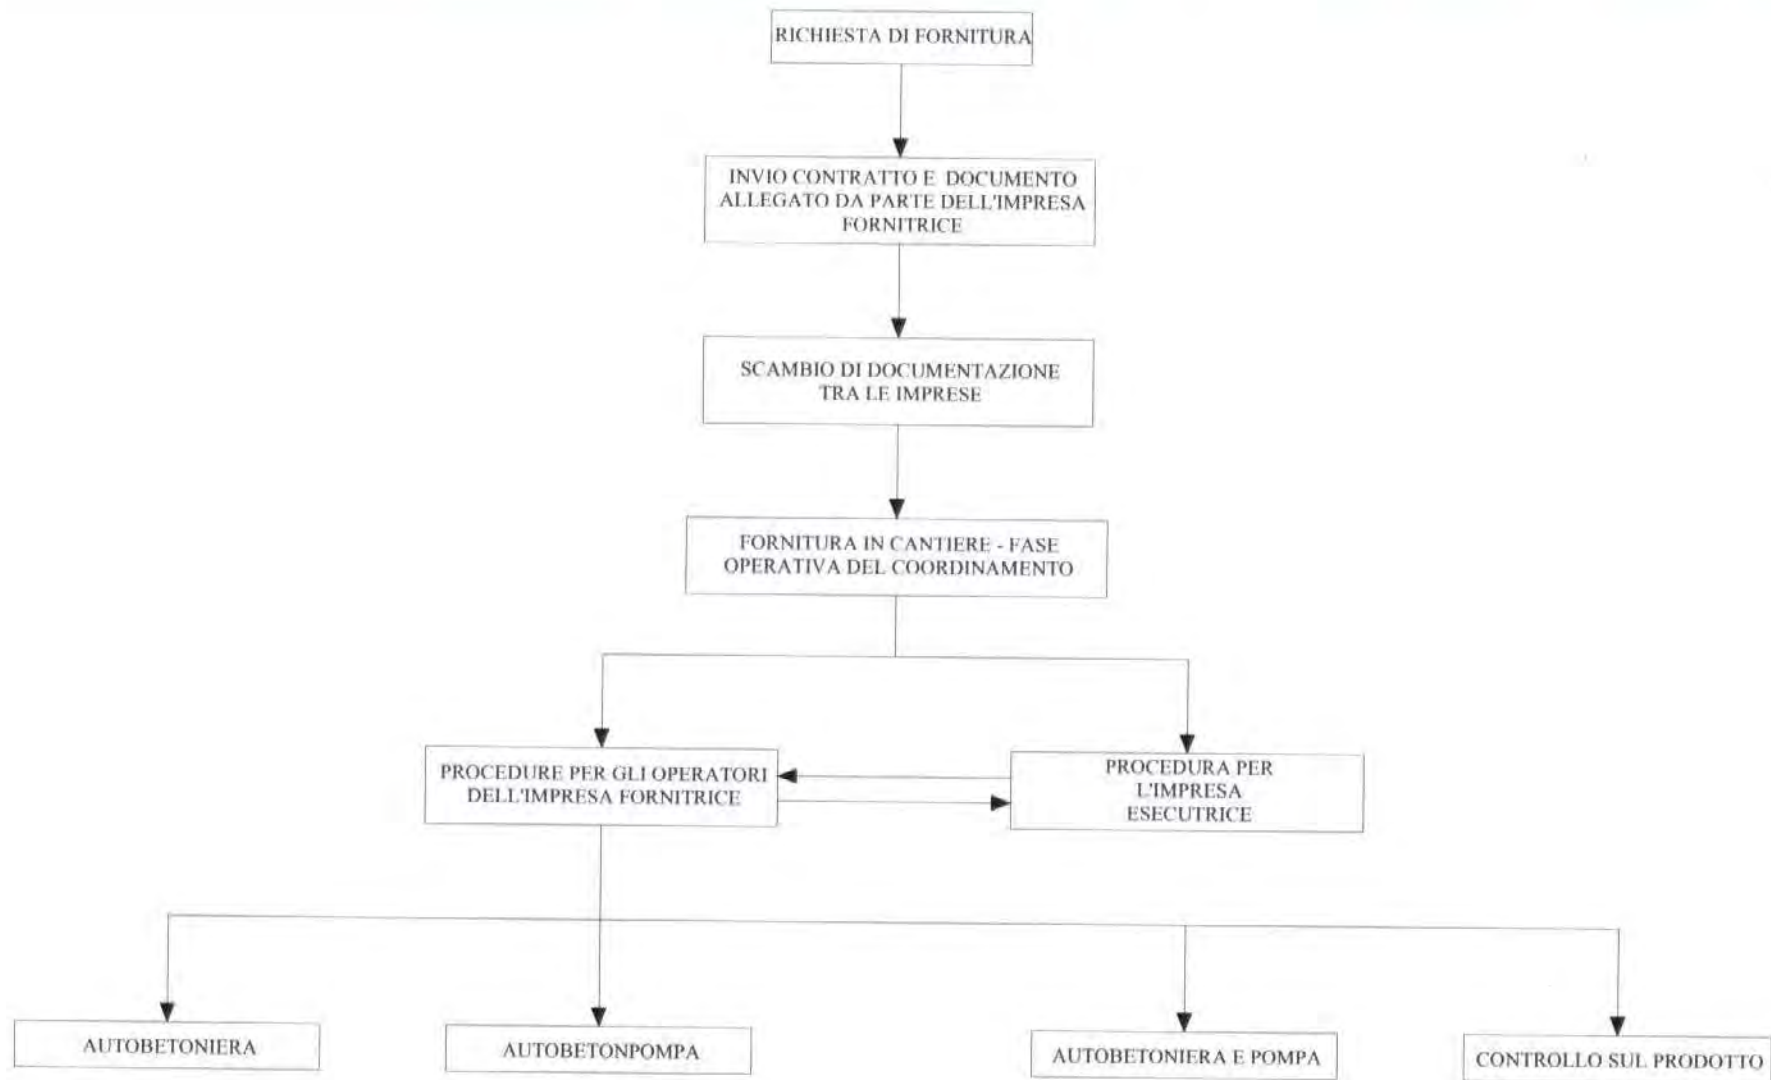 RICHIESTA DI FORNITURA
INVIO CONTRATTO E DOCUMENTO
ALLEGATO DA PARTE DELL'IMPRESA
FORNITRICE
SCAMBIO DI DOCUMENTAZIONE
TRA LE IMPRESE
FORNITURA IN CANTIERE - FASE
OPERATIVA DEL COORDINAMENTO
PROCEDURE PER GLI OPERATORI
DELL'IMPRESA FORNITRICE
PROCEDURA PER
L'IMPRESA
ESECUTRICE
AUTOBETONIERA
AUTOBETONPOMPA
AUTOBETONIERA E POMPA
CONTROLLO SUL PRODOTTO